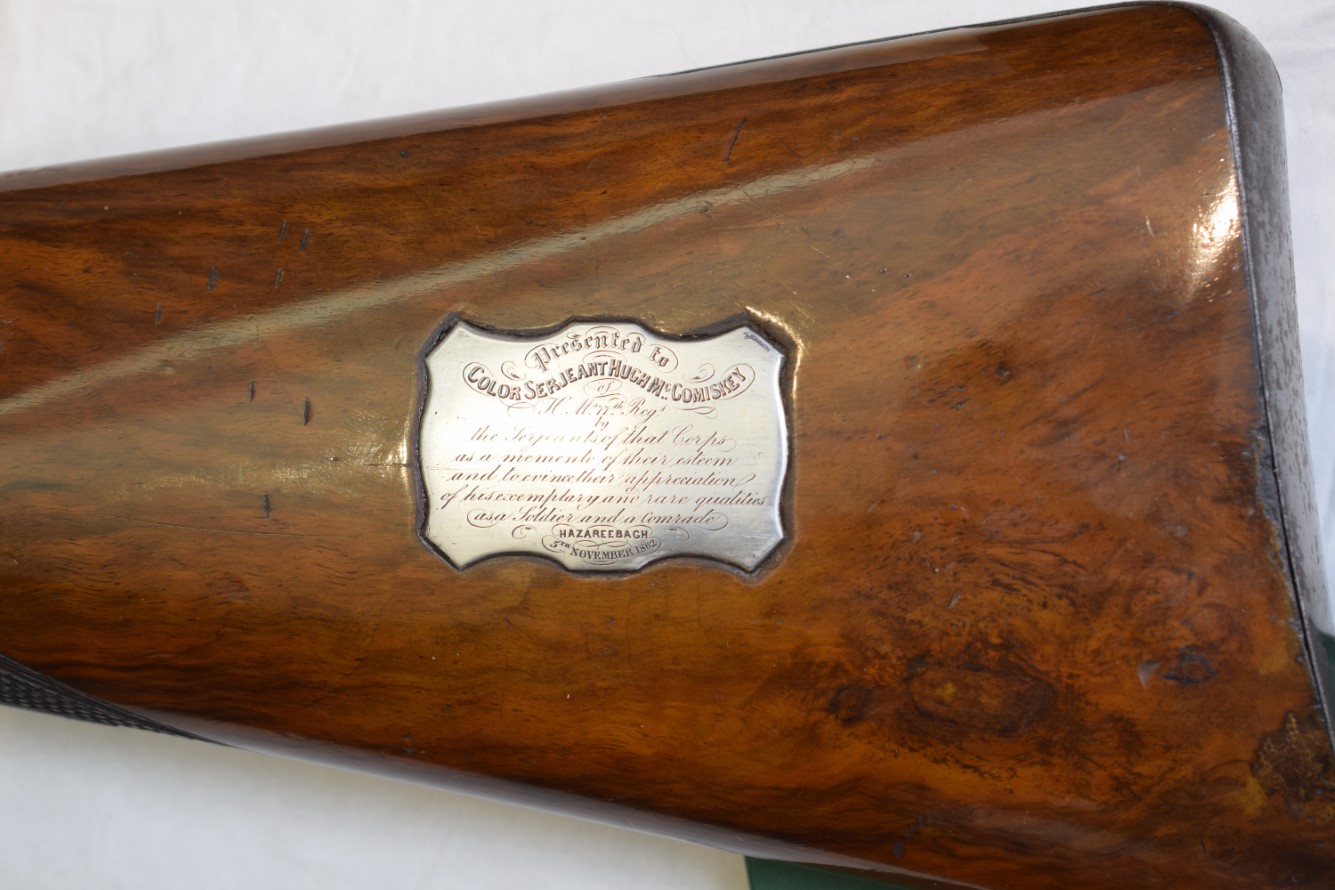 Presented to
COLOR SERJEANT HUGH Mc COMISKEY
of
H. M's 77th Regt
by
the Serjeants of that Corps
as a memento of their esteem
and to evince their appreciation
of his exemplary and rare qualities
as a Soldier and a Comrade
HAZAREEBAGH
5TH NOVEMBER 1862